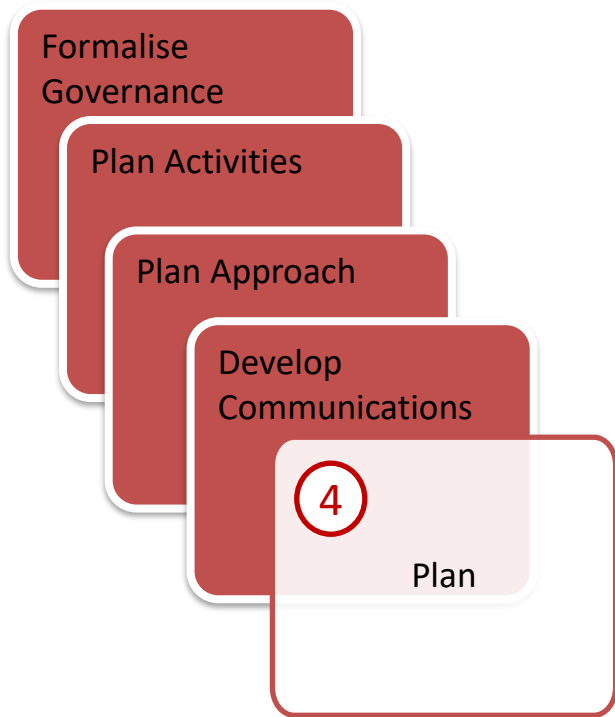 Formalise
Governance
Plan Activities
Plan Approach
Develop
Communications
4
Plan